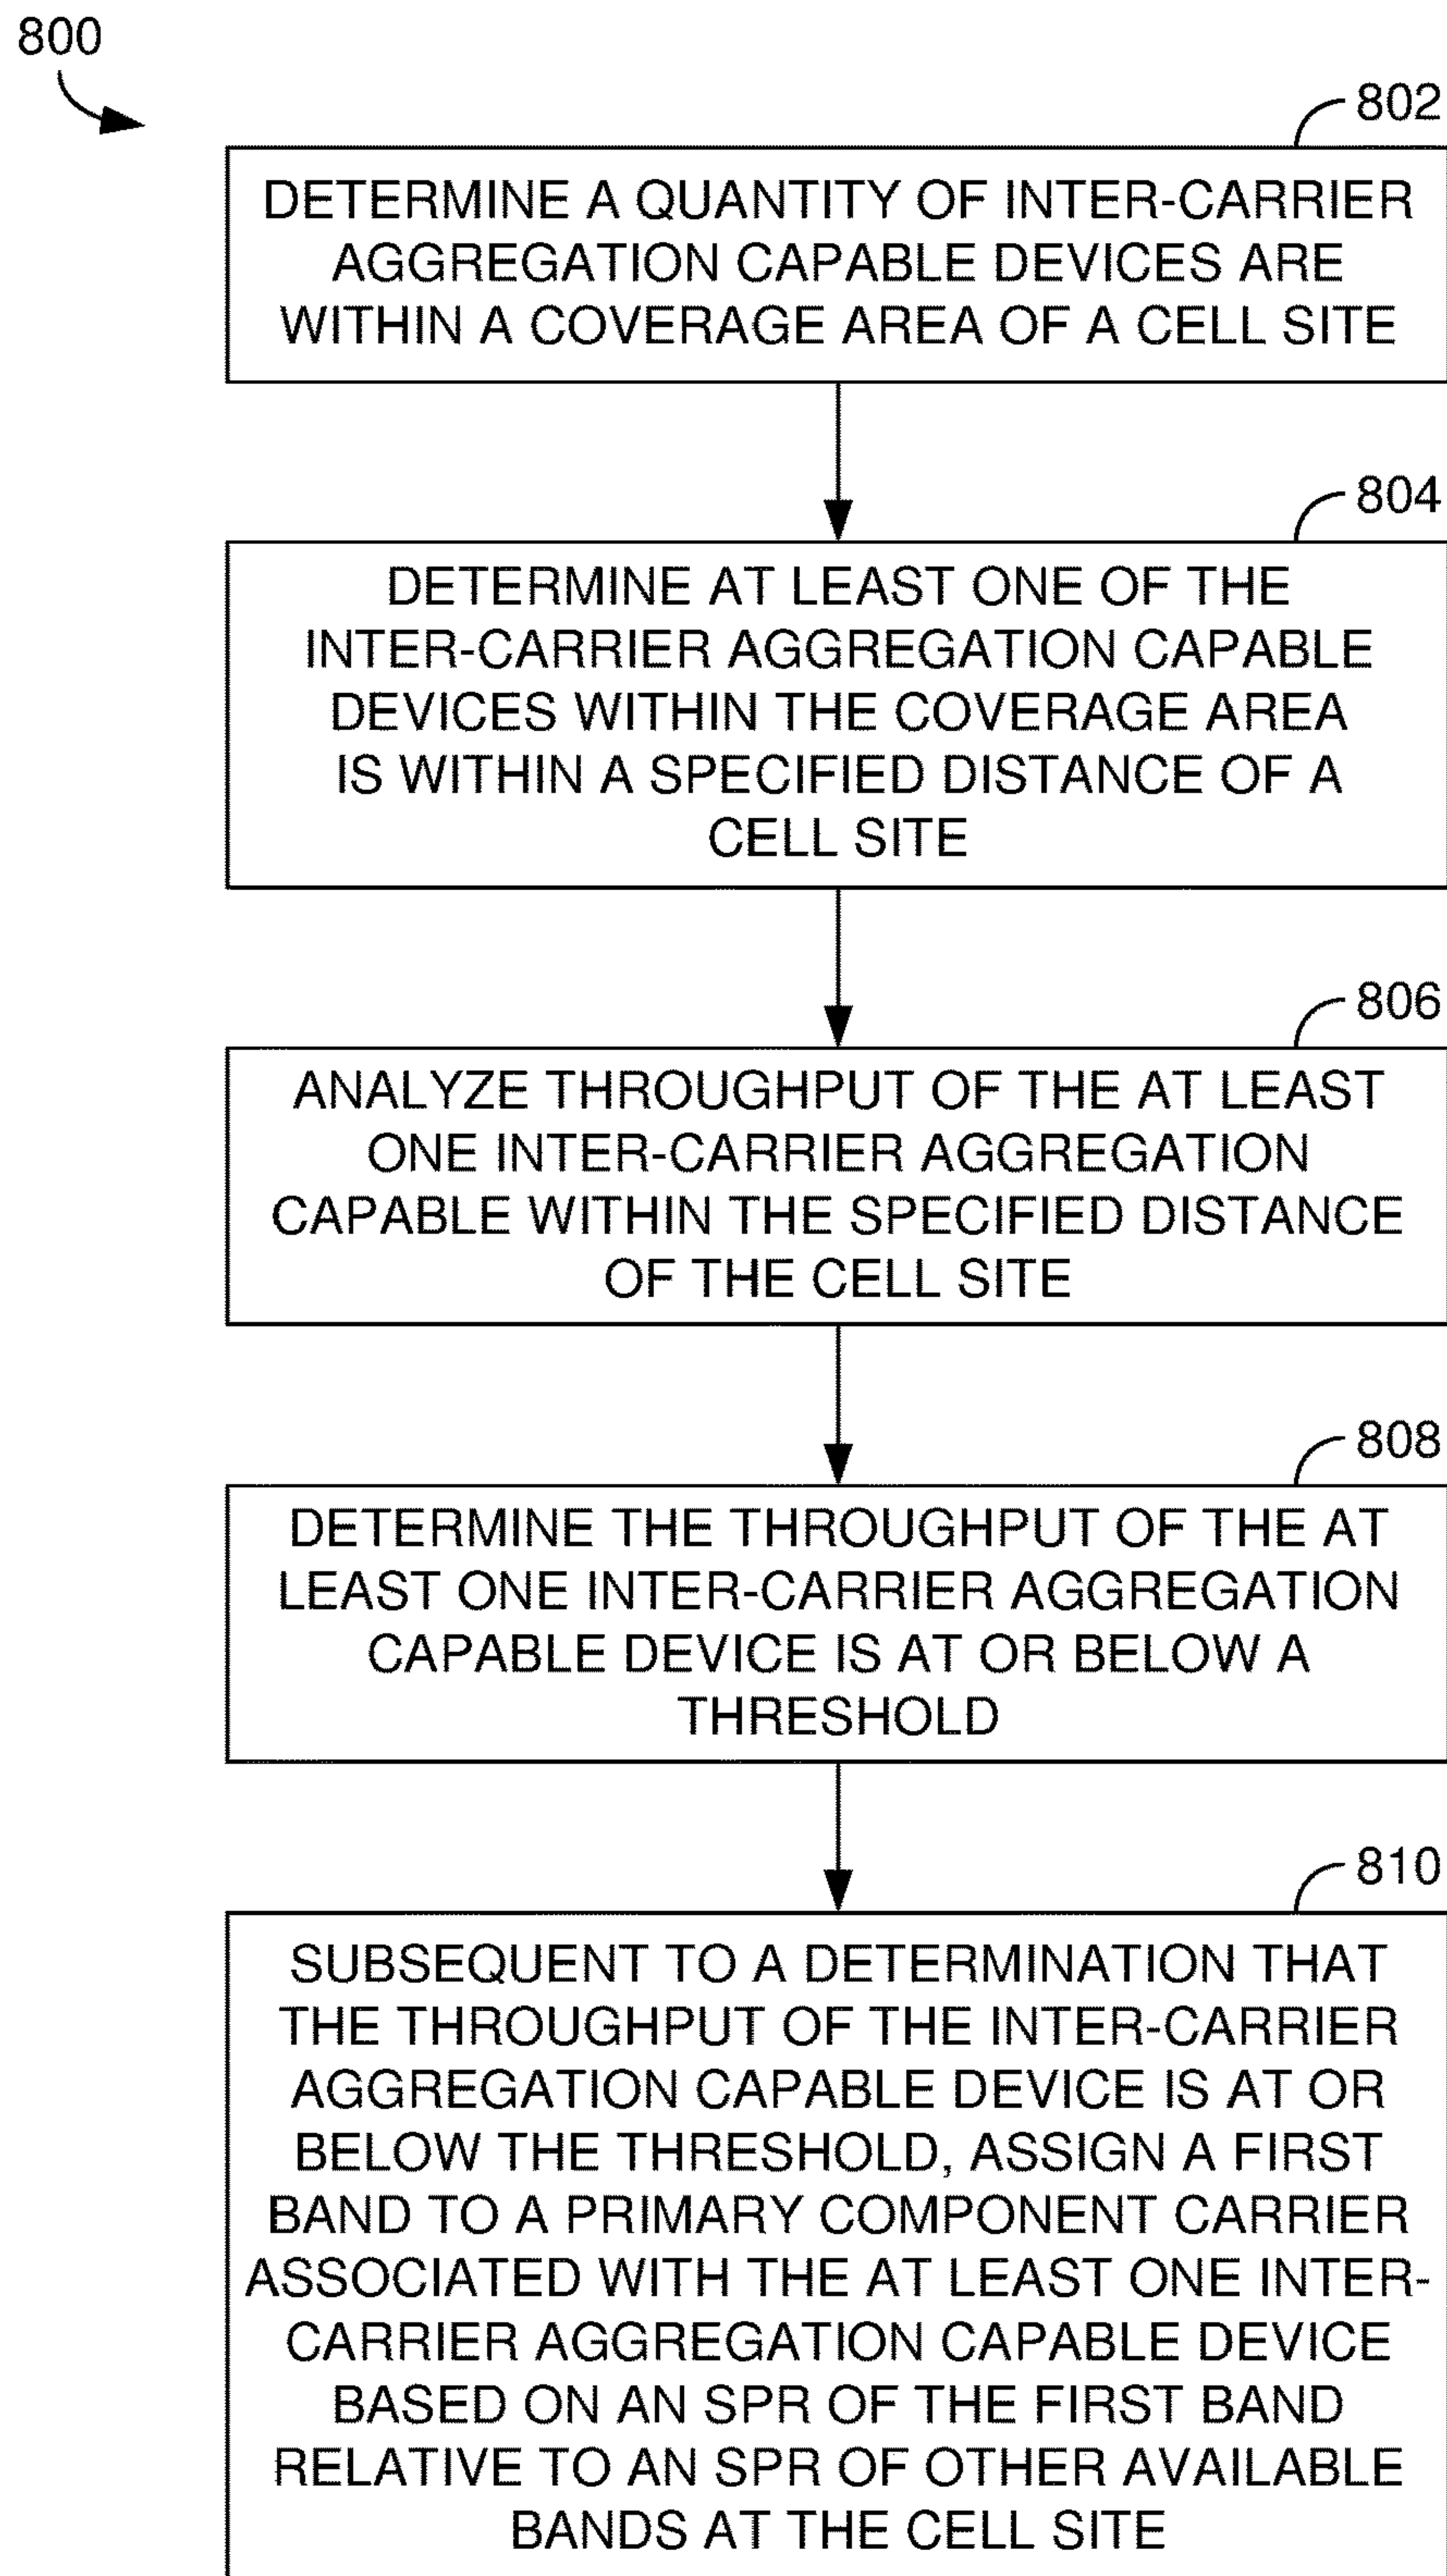 800
802
DETERMINE A QUANTITY OF INTER-CARRIER
AGGREGATION CAPABLE DEVICES ARE
WITHIN A COVERAGE AREA OF A CELL SITE
804
DETERMINE AT LEAST ONE OF THE
INTER-CARRIER AGGREGATION CAPABLE
DEVICES WITHIN THE COVERAGE AREA
IS WITHIN A SPECIFIED DISTANCE OF A
CELL SITE
806
ANALYZE THROUGHPUT OF THE AT LEAST
ONE INTER-CARRIER AGGREGATION
CAPABLE WITHIN THE SPECIFIED DISTANCE
OF THE CELL SITE
808
DETERMINE THE THROUGHPUT OF THE AT
LEAST ONE INTER-CARRIER AGGREGATION
CAPABLE DEVICE IS AT OR BELOW A
THRESHOLD
810
SUBSEQUENT TO A DETERMINATION THAT
THE THROUGHPUT OF THE INTER-CARRIER
AGGREGATION CAPABLE DEVICE IS AT OR
BELOW THE THRESHOLD, ASSIGN A FIRST
BAND TO A PRIMARY COMPONENT CARRIER
ASSOCIATED WITH THE AT LEAST ONE INTER-
CARRIER AGGREGATION CAPABLE DEVICE
BASED ON AN SPR OF THE FIRST BAND
RELATIVE TO AN SPR OF OTHER AVAILABLE
BANDS AT THE CELL SITE